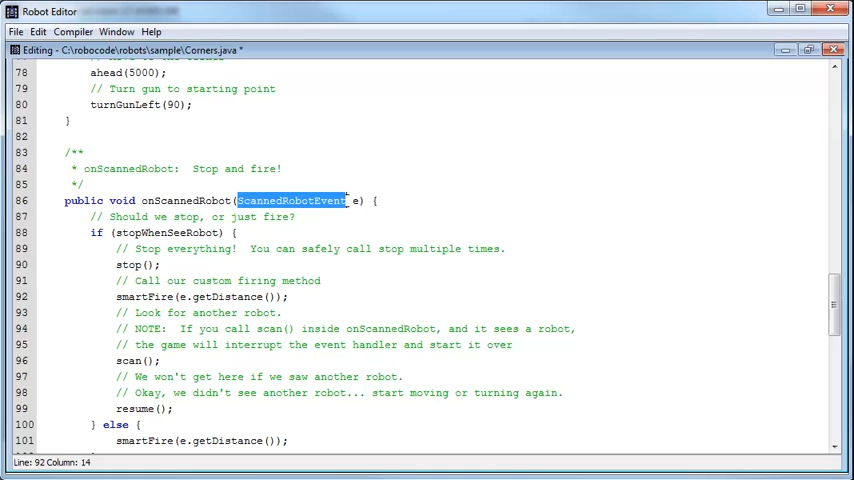 Robot Editor
File Edit Compiler Window Help
Editing - C:\robocode\robots\sample\Corners.java *
78 ahead(5000);
79 // Turn gun to starting point
80 turnGunLeft(90);
81 }
82
83 /**
84 * onScannedRobot:  Stop and fire!
85 */
86 public void onScannedRobot(ScannedRobotEvent e) {
87 // Should we stop, or just fire?
88 if (stopWhenSeeRobot) {
89 // Stop everything!  You can safely call stop multiple times.
90 stop();
91 // Call our custom firing method
92 smartFire(e.getDistance());
93 // Look for another robot.
94 // NOTE:  If you call scan() inside onScannedRobot, and it sees a robot,
95 // the game will interrupt the event handler and start it over
96 scan();
97 // We won't get here if we saw another robot.
98 // Okay, we didn't see another robot... start moving or turning again.
99 resume();
100 } else {
101 smartFire(e.getDistance());
Line: 92 Column: 14